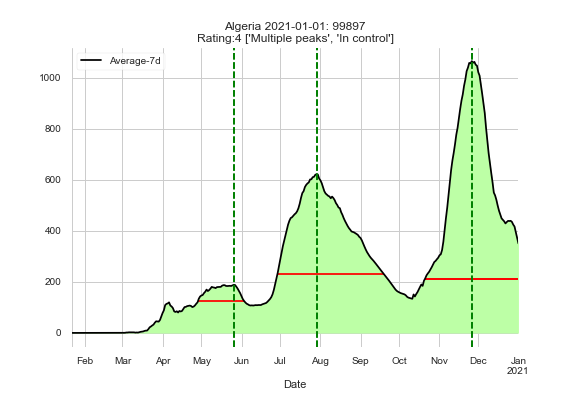 Algeria 2021-01-01: 99897
Rating:4 ['Multiple peaks', 'In control']
Average-7d
1000
800
600
400
200
0
Feb Mar Apr May Jun Jul Aug Sep Oct Nov Dec Jan
2021
Date